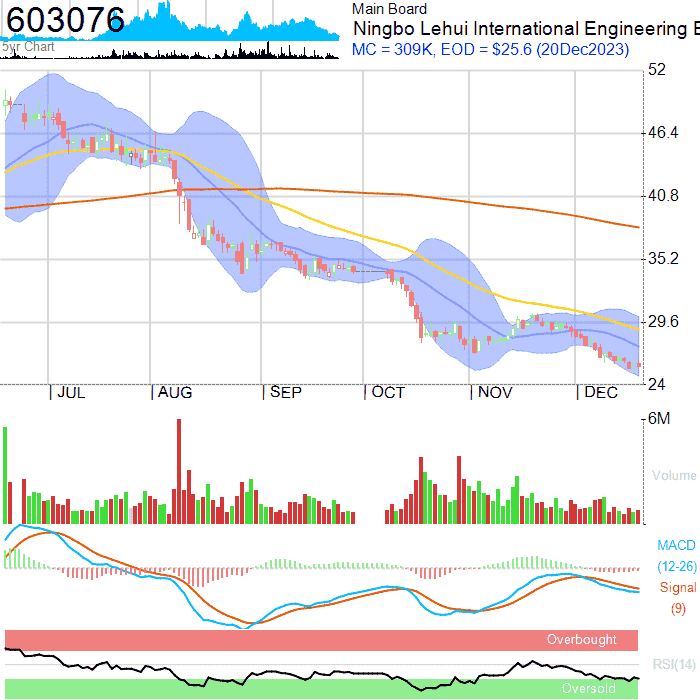 603076
5yr Chart
Main Board
Ningbo Lehui International Engineering E
MC = 309K, EOD = $25.6 (20Dec2023)
52
46.4
40.8
35.2
29.6
24
JUL AUG SEP OCT NOV DEC
6M
Volume
MACD
(12-26)
Signal
(9)
Overbought
RSI(14)
Oversold